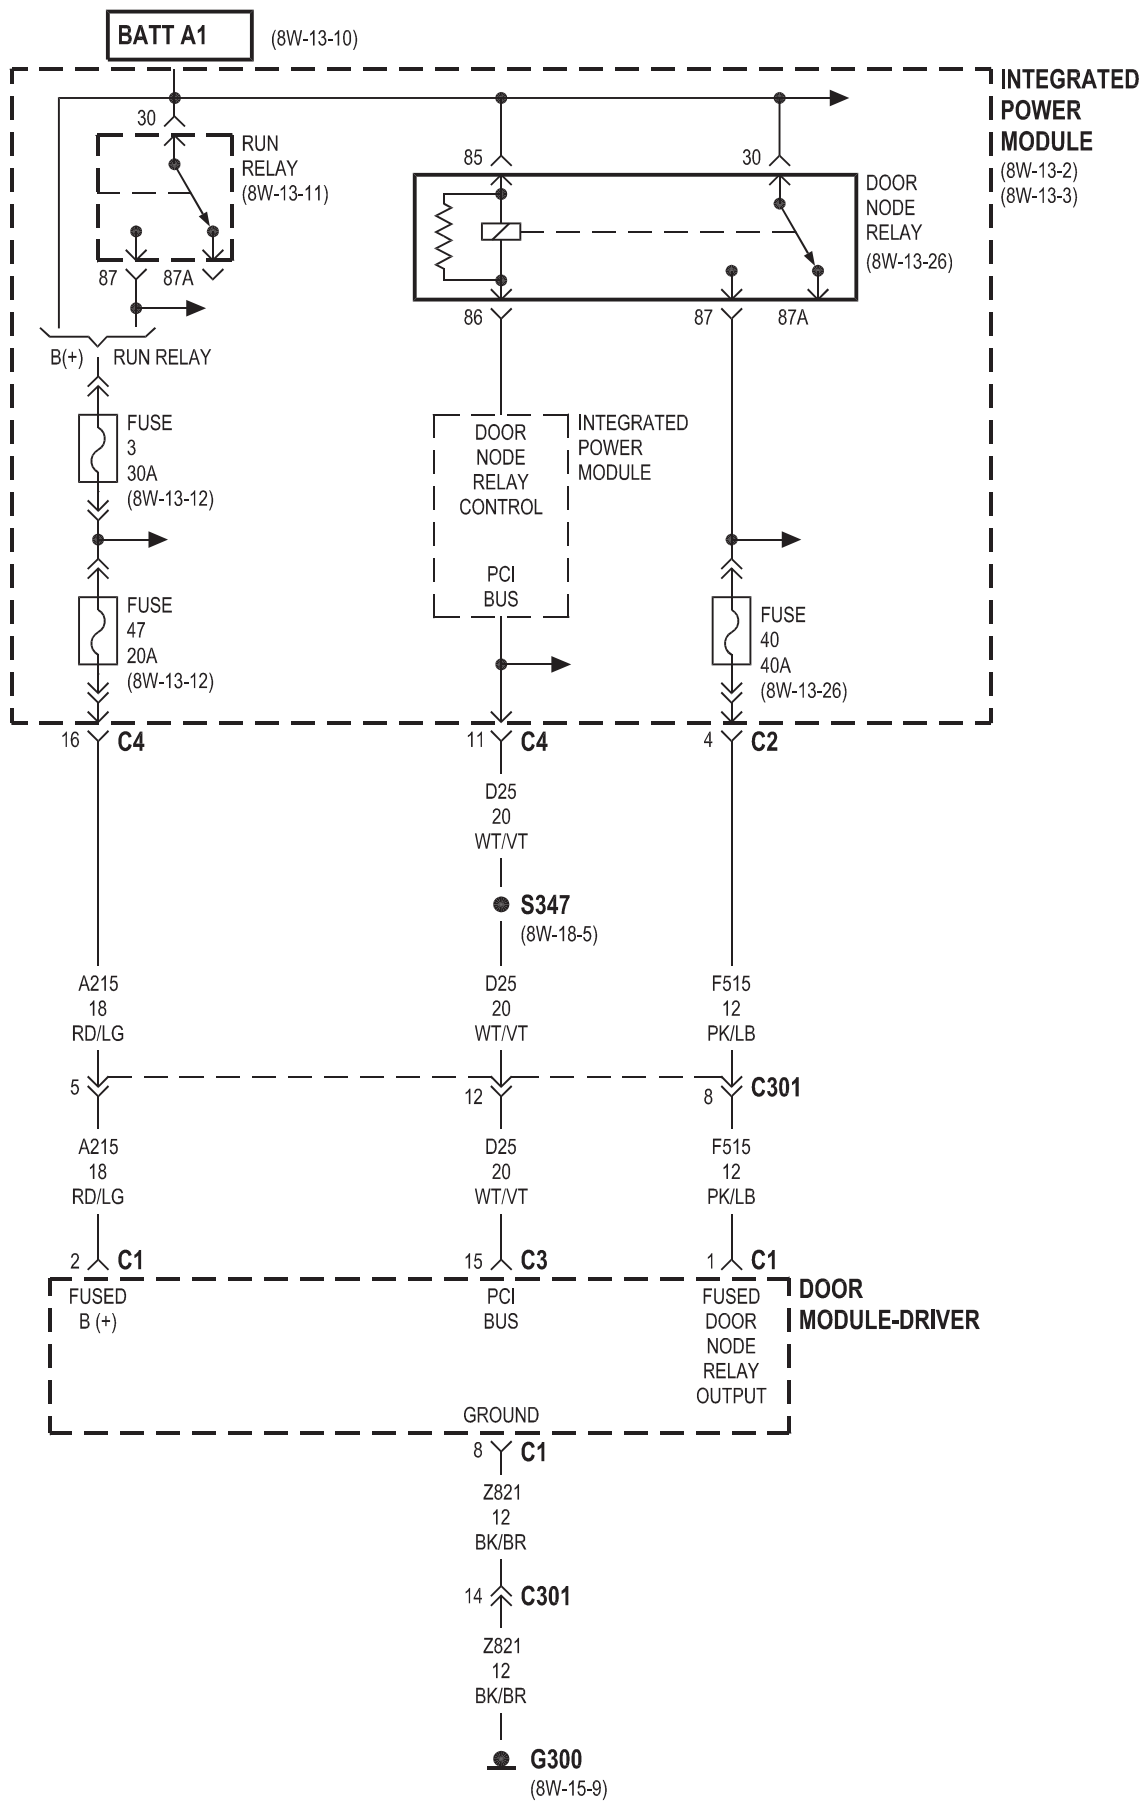 BATT A1
(8W-13-10)
INTEGRATED
POWER
MODULE
(8W-13-2)
(8W-13-3)
30
RUN
RELAY
(8W-13-11)
87
87A
85
30
DOOR
NODE
RELAY
(8W-13-26)
86
87
87A
B(+)
RUN RELAY
FUSE
3
30A
(8W-13-12)
DOOR
NODE
RELAY
CONTROL
PCI
BUS
INTEGRATED
POWER
MODULE
FUSE
47
20A
(8W-13-12)
FUSE
40
40A
(8W-13-26)
16
C4
11
C4
4
C2
D25
20
WT/VT
S347
(8W-18-5)
A215
18
RD/LG
D25
20
WT/VT
F515
12
PK/LB
5
12
8
C301
A215
18
RD/LG
D25
20
WT/VT
F515
12
PK/LB
2
C1
15
C3
1
C1
DOOR
MODULE-DRIVER
FUSED
B (+)
PCI
BUS
FUSED
DOOR
NODE
RELAY
OUTPUT
GROUND
8
C1
Z821
12
BK/BR
14
C301
Z821
12
BK/BR
G300
(8W-15-9)